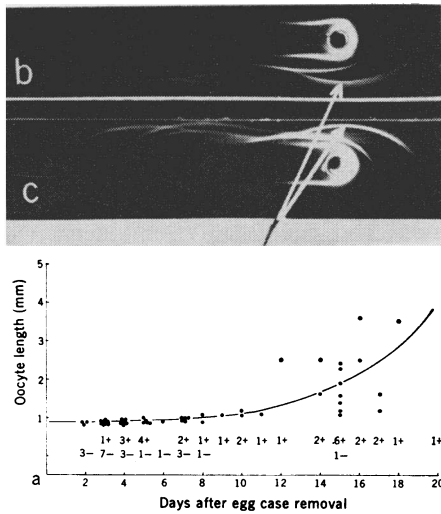 b
c
Oocyte length (mm)
5
4
3
2
1
1+ 3+ 4+ 2+ 1+ 1+ 2+ 1+ 1+ 2+ 6+ 2+ 2+ 1+ 1+
3− 7− 3− 1− 1− 3− 1− 1−
a
2 4 6 8 10 12 14 16 18 20
Days after egg case removal